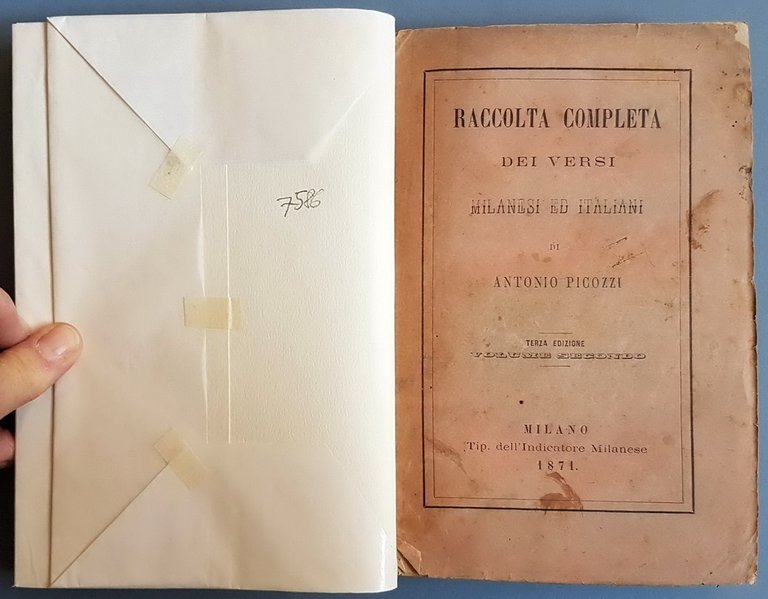 7586
RACCOLTA COMPLETA
DEI VERSI
MILANESI ED ITALIANI
DI
ANTONIO PICOZZI
TERZA EDIZIONE
VOLUME SECONDO
MILANO
Tip. dell'Indicatore Milanese
1871.